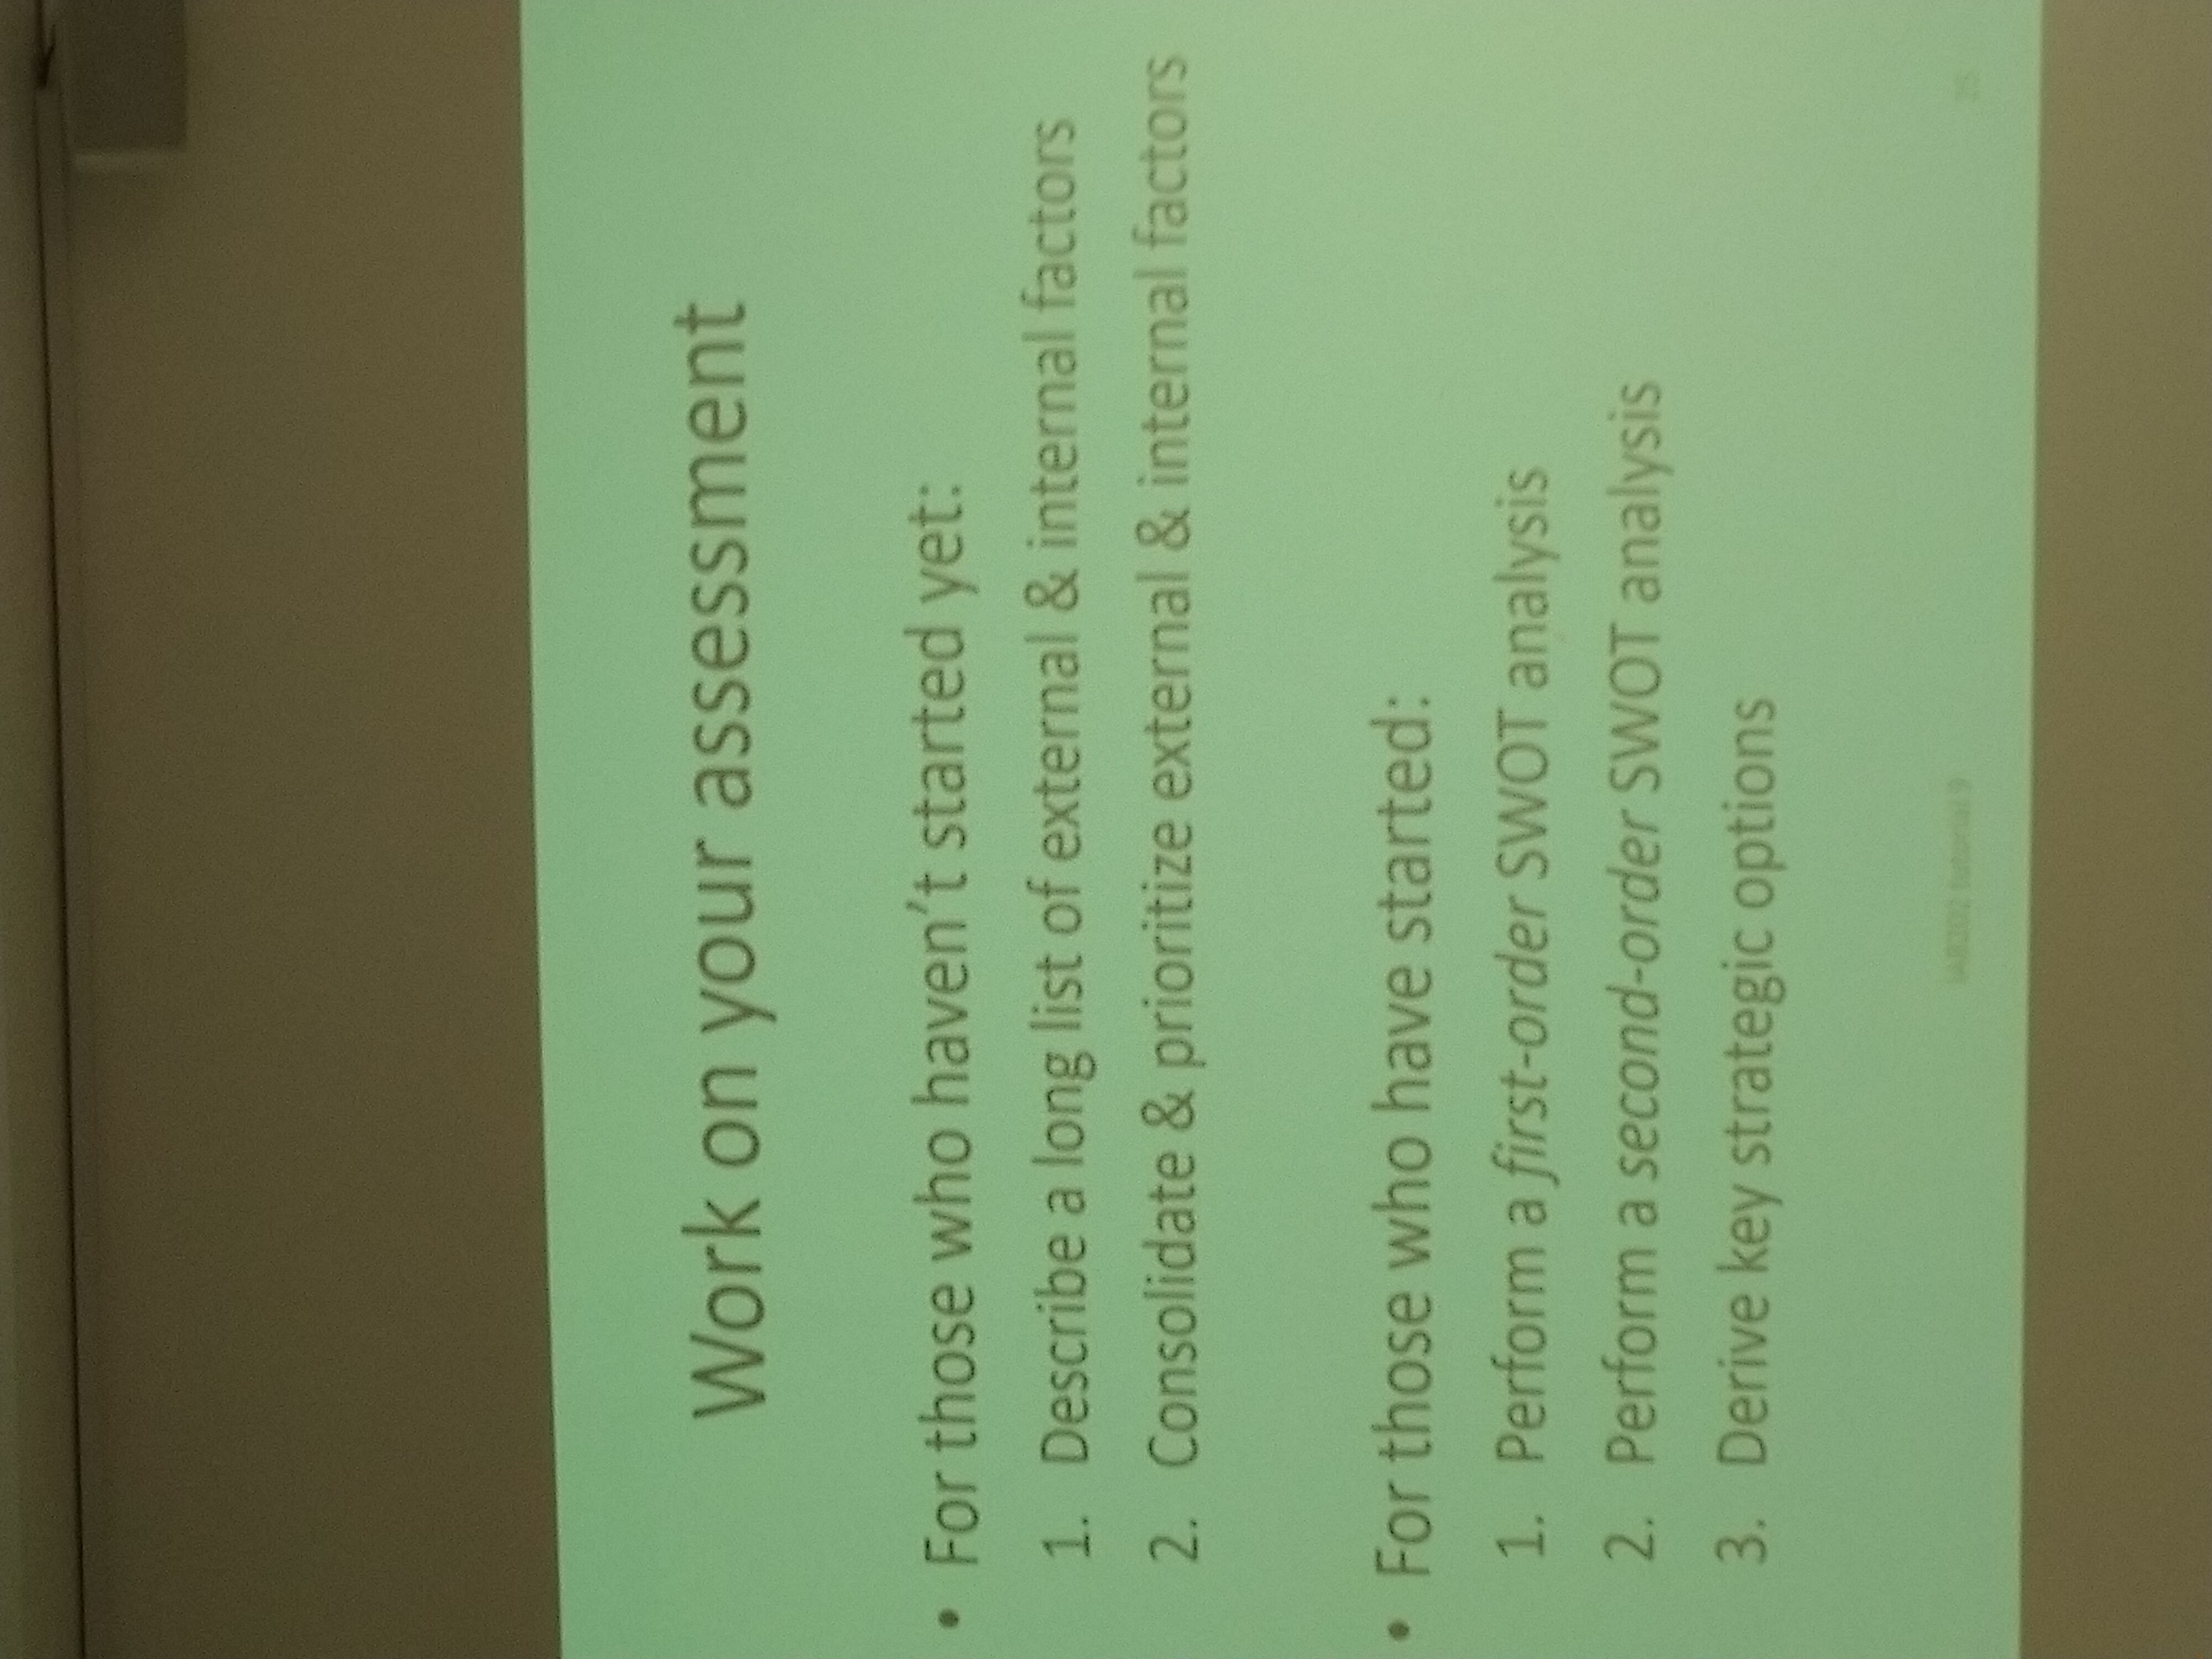 Work on your assessment
• For those who haven't started yet:
1. Describe a long list of external & internal factors
2. Consolidate & prioritize external & internal factors
• For those who have started:
1. Perform a first-order SWOT analysis
2. Perform a second-order SWOT analysis
3. Derive key strategic options
IAB202 tutorial 9
25